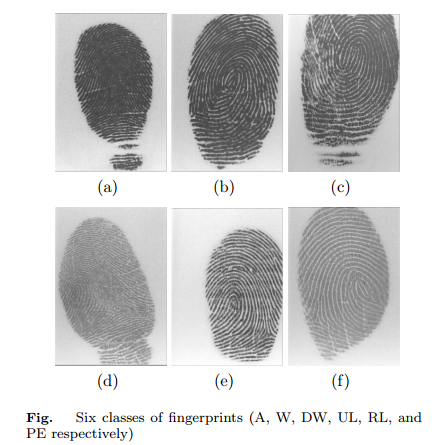 (a) (b) (c)
(d) (e) (f)
Fig. Six classes of fingerprints (A, W, DW, UL, RL, and
PE respectively)